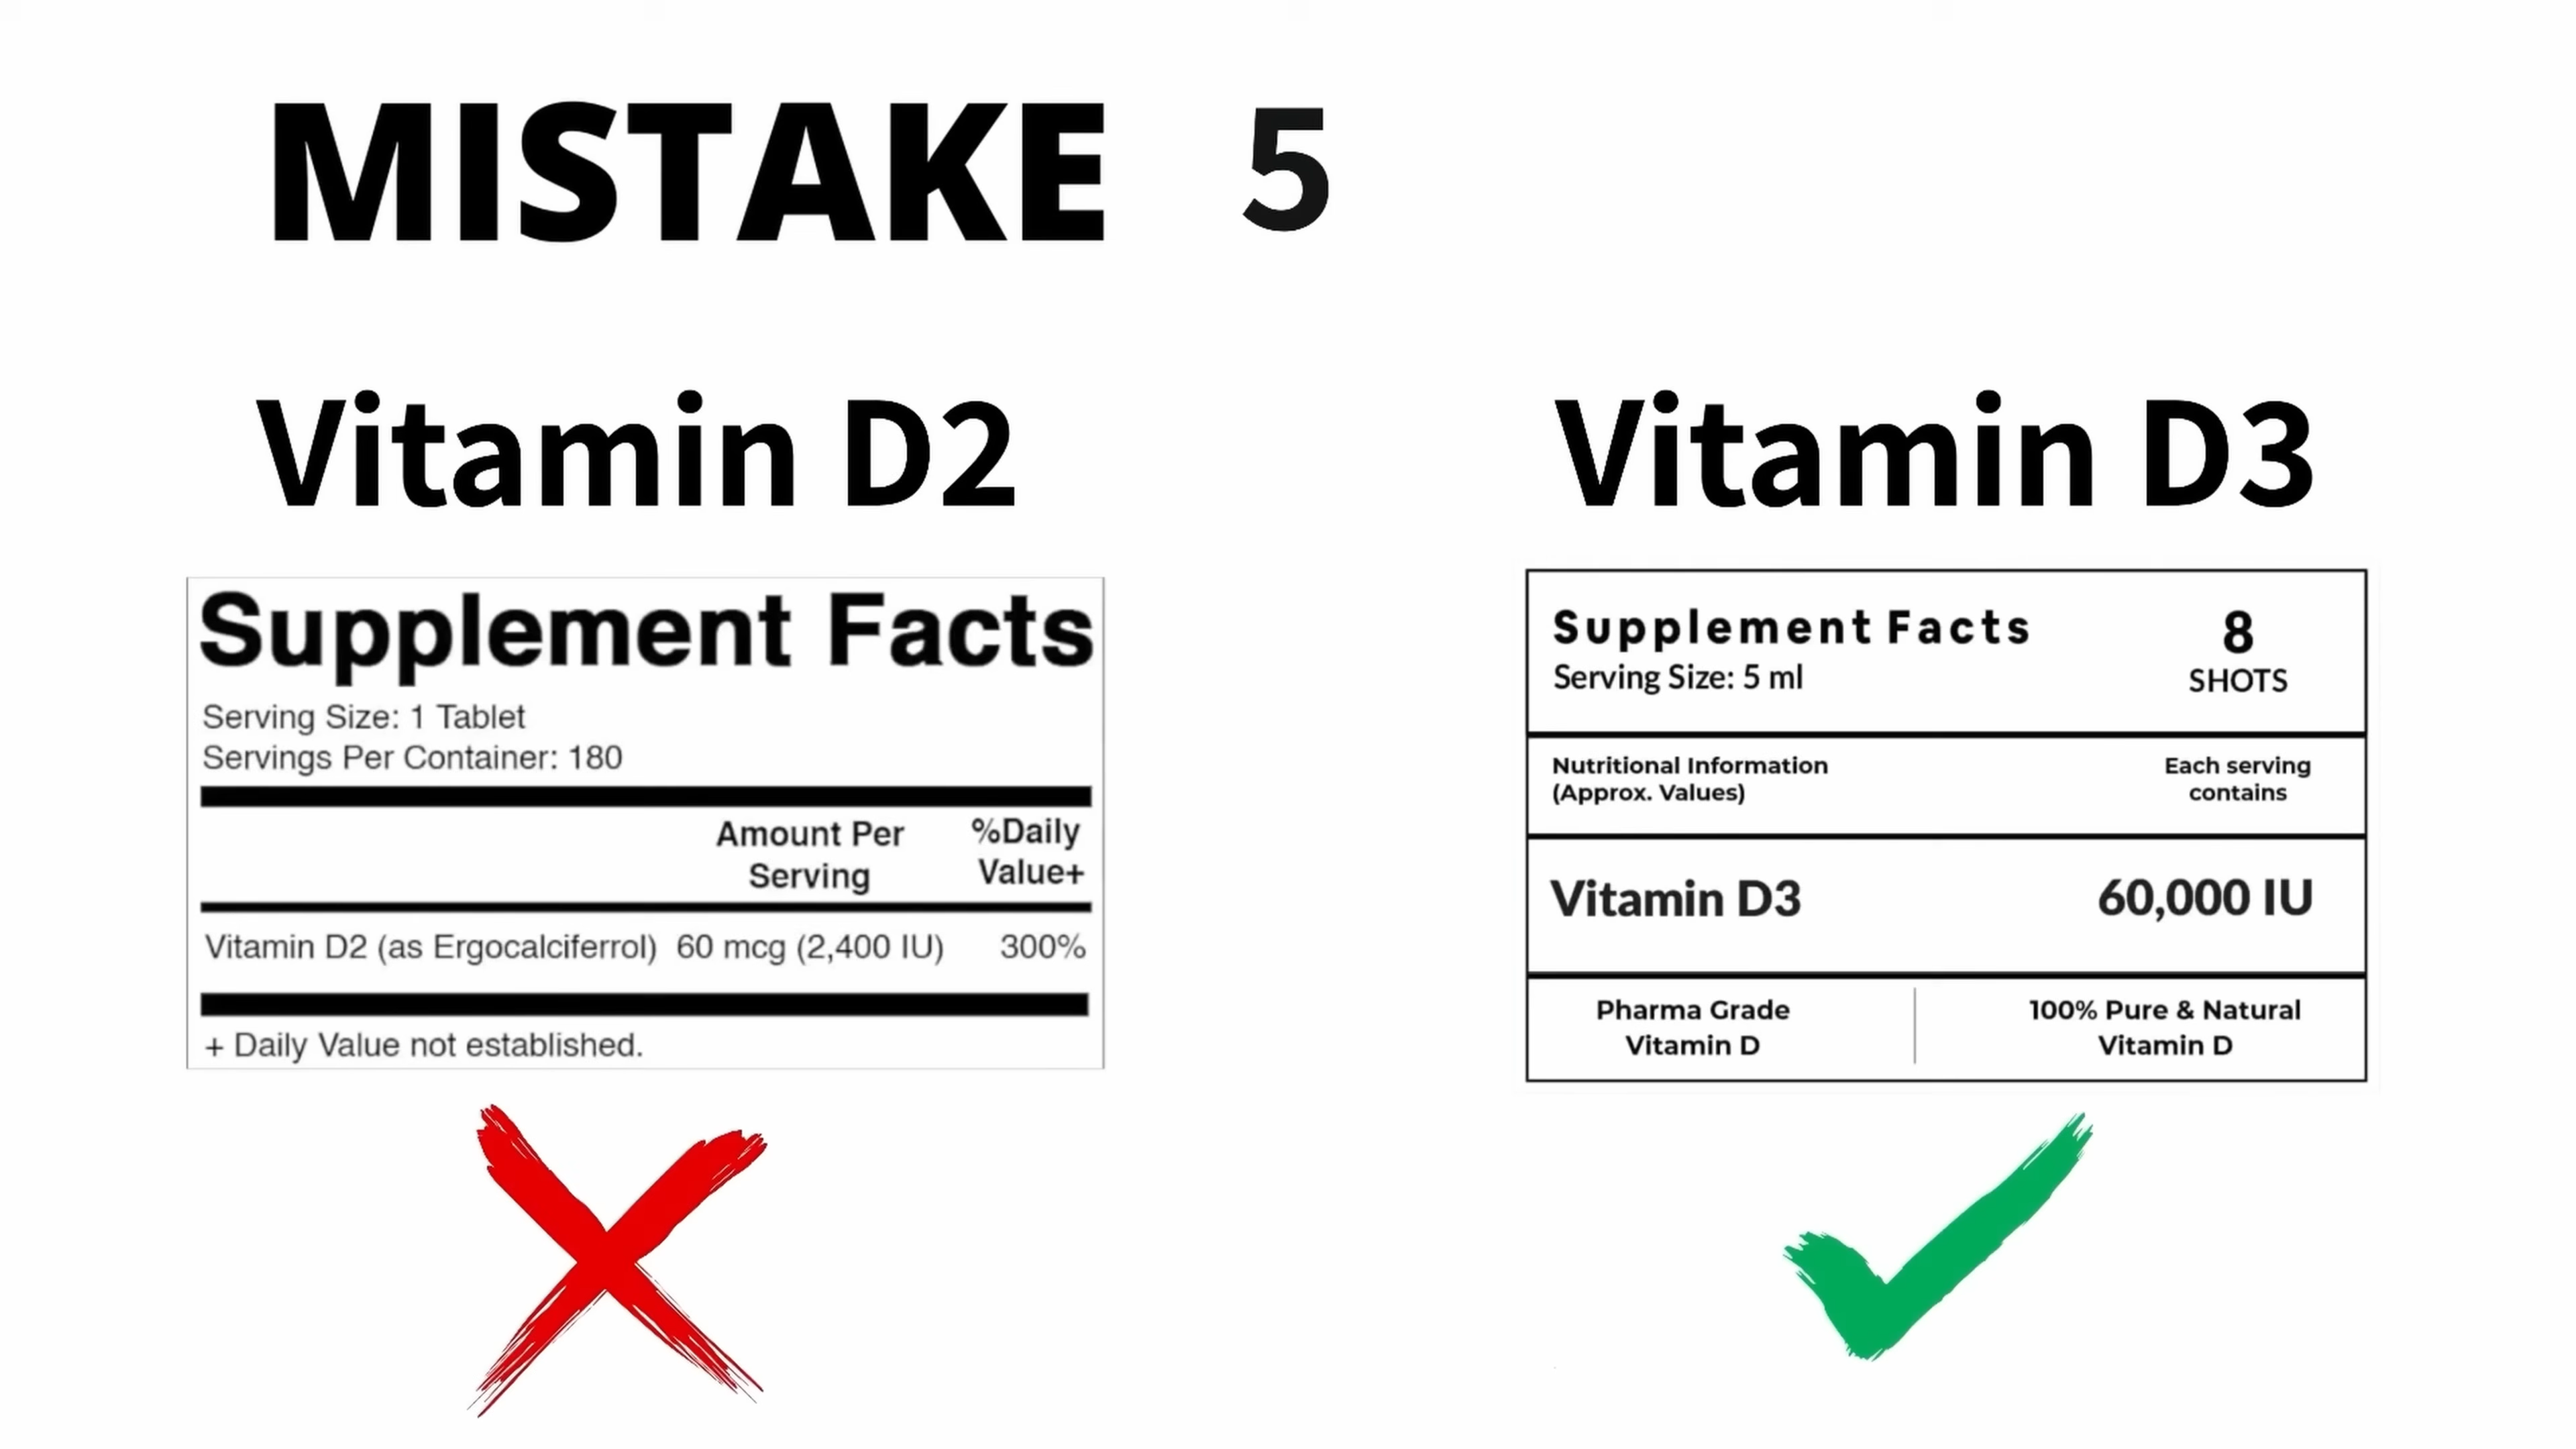 MISTAKE 5
Vitamin D2
Supplement Facts
Serving Size: 1 Tablet
Servings Per Container: 180
Amount Per
Serving
%Daily
Value+
Vitamin D2 (as Ergocalciferrol) 60 mcg (2,400 IU) 300%
+ Daily Value not established.
Vitamin D3
Supplement Facts
Serving Size: 5 ml
8
SHOTS
Nutritional Information
(Approx. Values)
Each serving
contains
Vitamin D3 60,000 IU
Pharma Grade
Vitamin D
100% Pure & Natural
Vitamin D